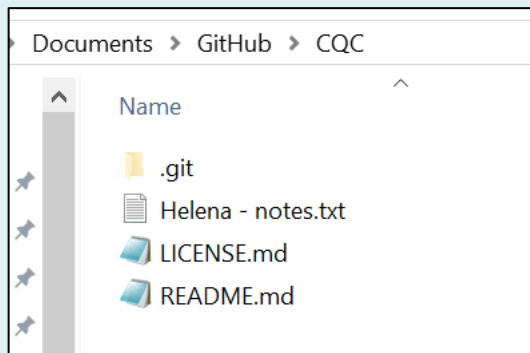 Documents > GitHub > CQC
Name
.git
Helena - notes.txt
LICENSE.md
README.md